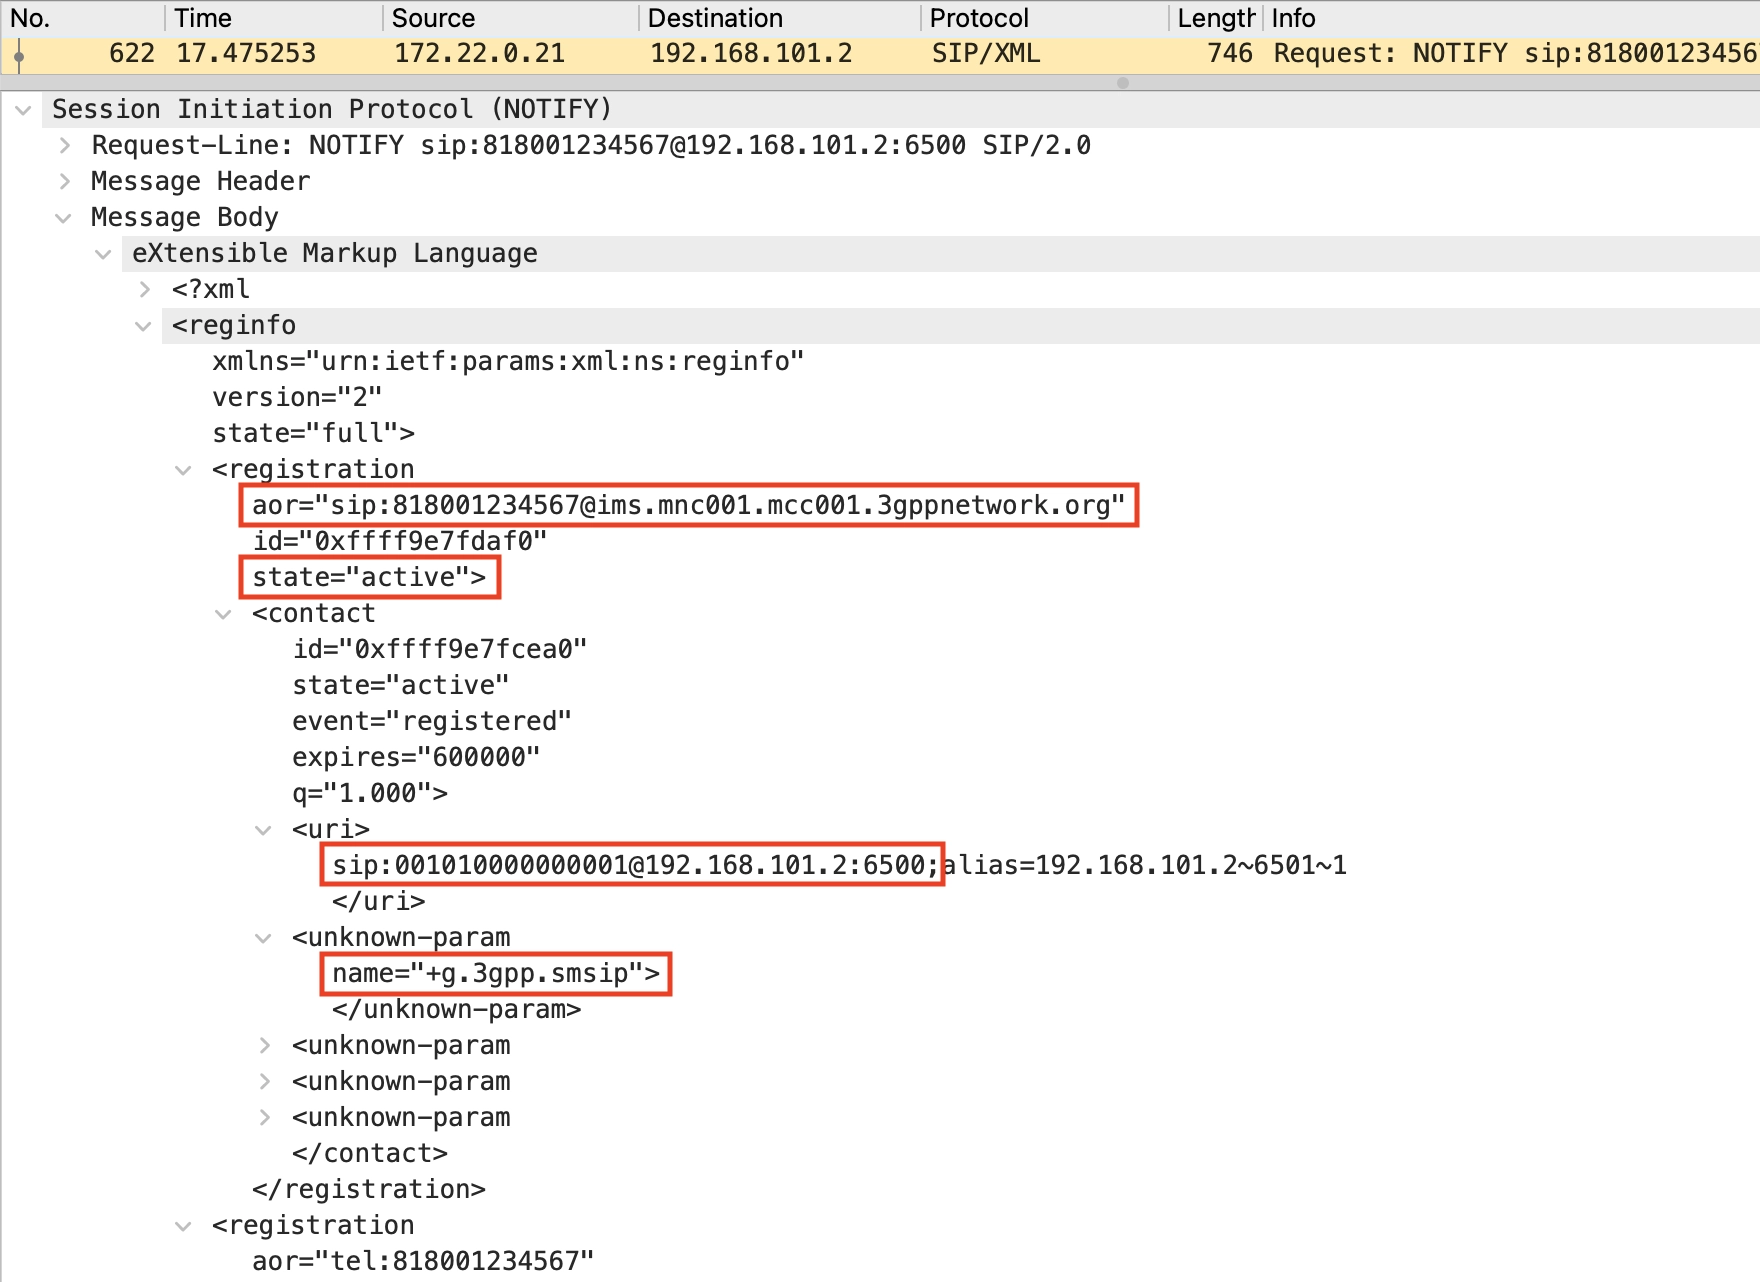 No. Time Source Destination Protocol Length Info
622 17.475253 172.22.0.21 192.168.101.2 SIP/XML 746 Request: NOTIFY sip:81800123456
Session Initiation Protocol (NOTIFY)
Request-Line: NOTIFY sip:818001234567@192.168.101.2:6500 SIP/2.0
Message Header
Message Body
eXtensible Markup Language
<?xml
<reginfo
xmlns="urn:ietf:params:xml:ns:reginfo"
version="2"
state="full">
<registration
aor="sip:818001234567@ims.mnc001.mcc001.3gppnetwork.org"
id="0xffff9e7fdaf0"
state="active">
<contact
id="0xffff9e7fcea0"
state="active"
event="registered"
expires="600000"
q="1.000">
<uri>
sip:001010000000001@192.168.101.2:6500;alias=192.168.101.2~6501~1
</uri>
<unknown-param
name="+g.3gpp.smsip">
</unknown-param>
<unknown-param
<unknown-param
<unknown-param
</contact>
</registration>
<registration
aor="tel:818001234567"